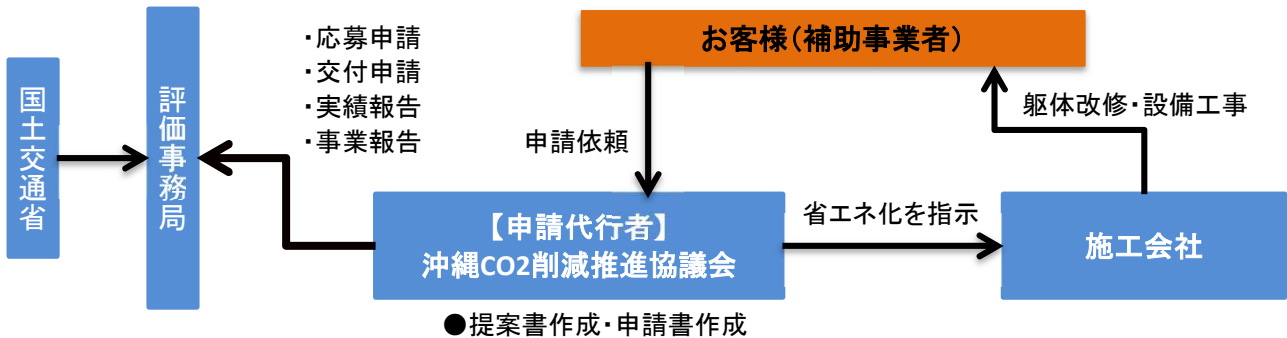 ・応募申請
・交付申請
・実績報告
・事業報告
お客様(補助事業者)
国土交通省
評価事務局
申請依頼
躯体改修・設備工事
【申請代行者】
沖縄CO2削減推進協議会
省エネ化を指示
施工会社
●提案書作成・申請書作成